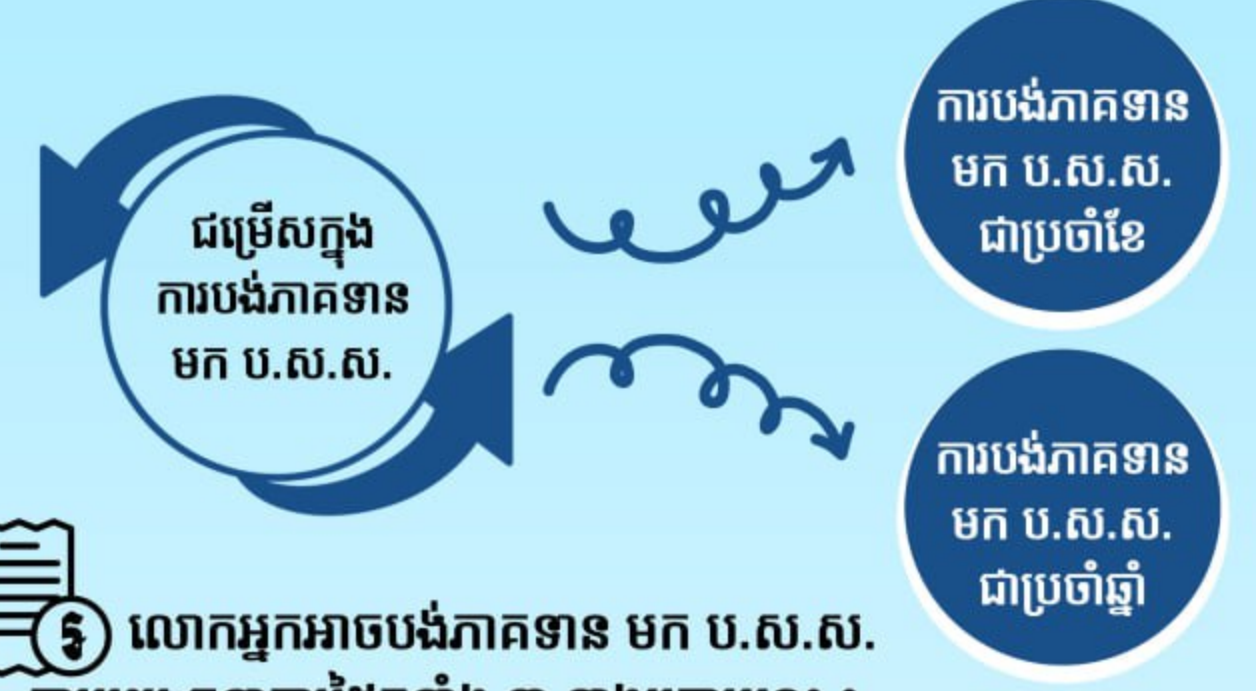 ជម្រើសក្នុង
ការបង់ភាគទាន
មក ប.ស.ស.
ការបង់ភាគទាន
មក ប.ស.ស.
ជាប្រចាំខែ
ការបង់ភាគទាន
មក ប.ស.ស.
ជាប្រចាំឆ្នាំ
លោកអ្នកអាចបង់ភាគទាន មក ប.ស.ស.